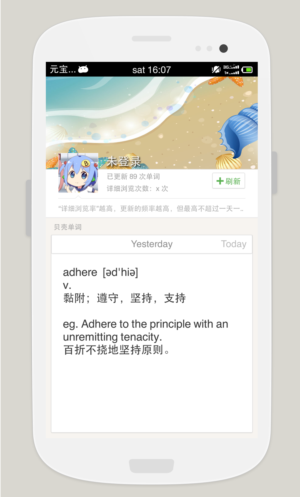 元宝...
sat 16:07
未登录
已更新 89 次单词
详细浏览次数: x 次
+刷新
“详细浏览率”越高，更新的频率越高，但最高不超过一天一...
贝壳单词
Yesterday
Today
adhere [əd'hiə]
v.
黏附；遵守，坚持，支持
eg. Adhere to the principle with an
unremitting tenacity.
百折不挠地坚持原则。